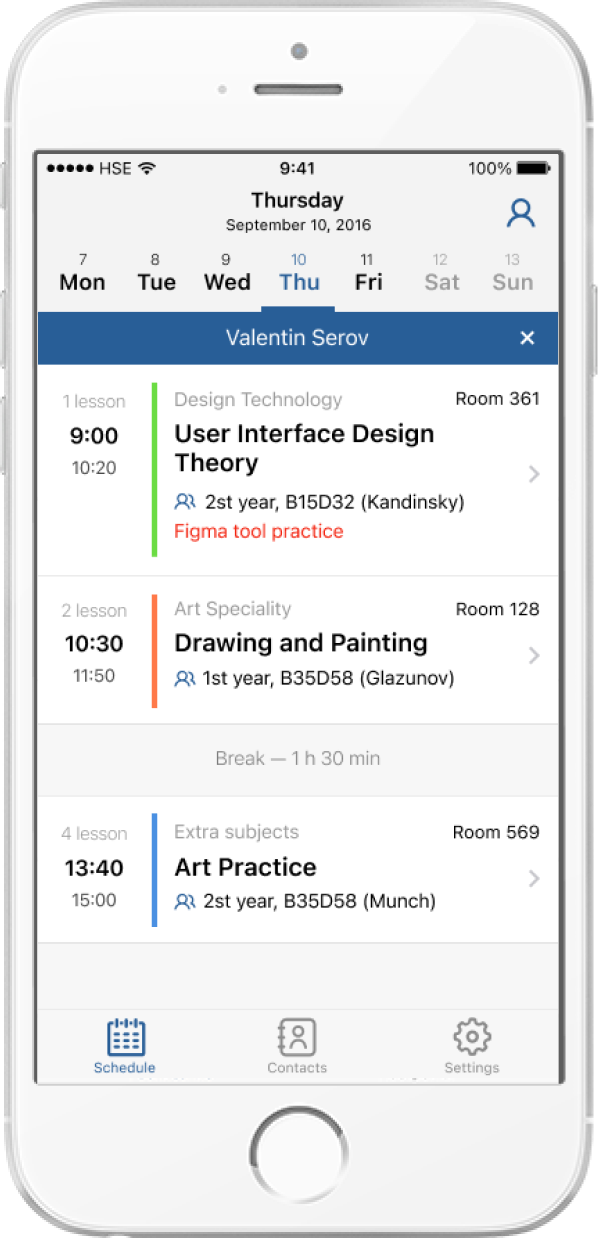 HSE 9:41 100%
Thursday
September 10, 2016
7 8 9 10 11 12 13
Mon Tue Wed Thu Fri Sat Sun
Valentin Serov ×
1 lesson
9:00
10:20
Design Technology
Room 361
User Interface Design
Theory
2st year, B15D32 (Kandinsky)
Figma tool practice
2 lesson
10:30
11:50
Art Speciality
Room 128
Drawing and Painting
1st year, B35D58 (Glazunov)
Break — 1 h 30 min
4 lesson
13:40
15:00
Extra subjects
Room 569
Art Practice
2st year, B35D58 (Munch)
Schedule Contacts Settings